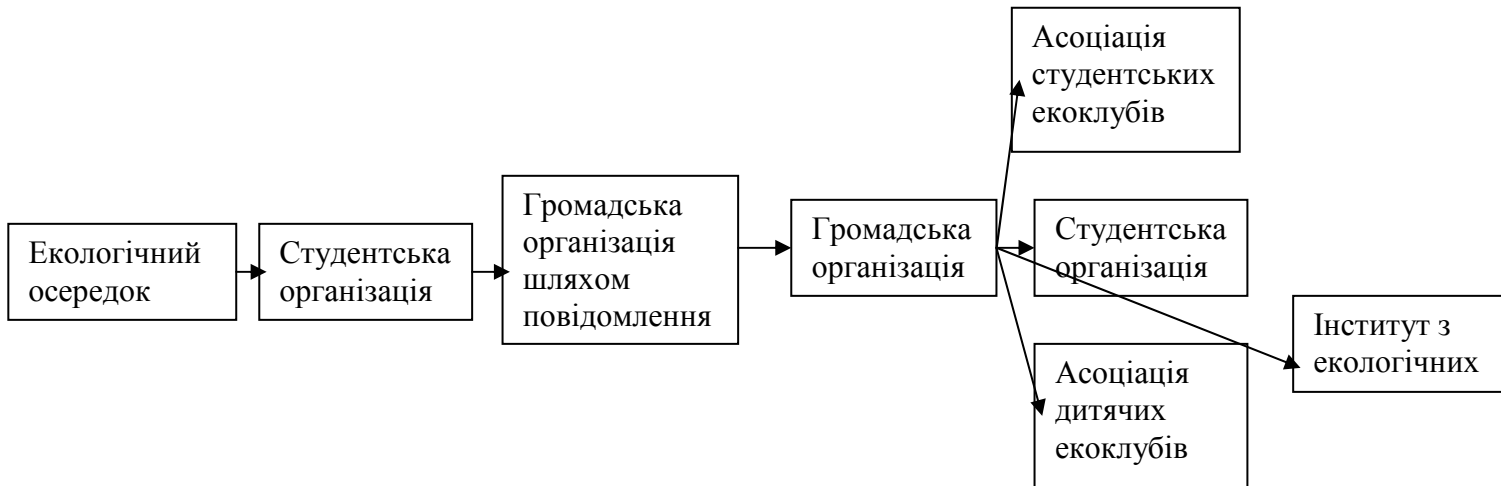 Екологічний
осередок
Студентська
організація
Громадська
організація
шляхом
повідомлення
Громадська
організація
Асоціація
студентських
екоклубів
Студентська
організація
Асоціація
дитячих
екоклубів
Інститут з
екологічних